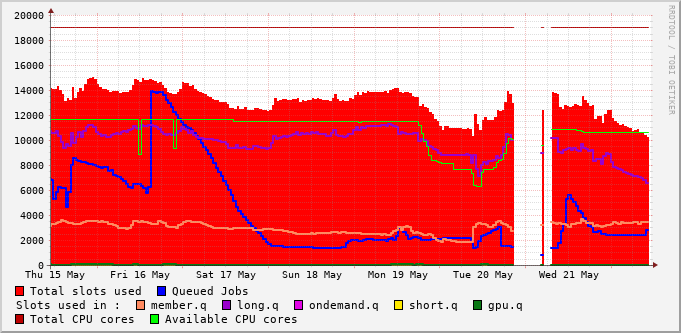 20000
18000
16000
14000
12000
10000
8000
6000
4000
2000
0
Thu 15 May Fri 16 May Sat 17 May Sun 18 May Mon 19 May Tue 20 May Wed 21 May
Total slots used Queued Jobs
Slots used in : member.q long.q ondemand.q short.q gpu.q
Total CPU cores Available CPU cores
RRDTOOL / TOBI OETIKER